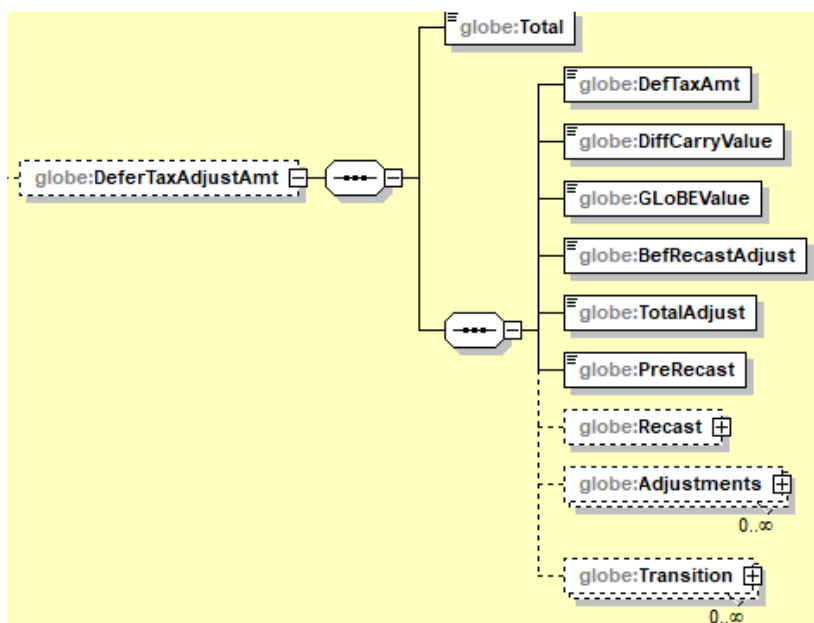 globe:Total
globe:DefTaxAmt
globe:DiffCarryValue
globe:DeferTaxAdjustAmt
globe:GLoBEValue
globe:BefRecastAdjust
globe:TotalAdjust
globe:PreRecast
globe:Recast
globe:Adjustments
0..∞
globe:Transition
0..∞